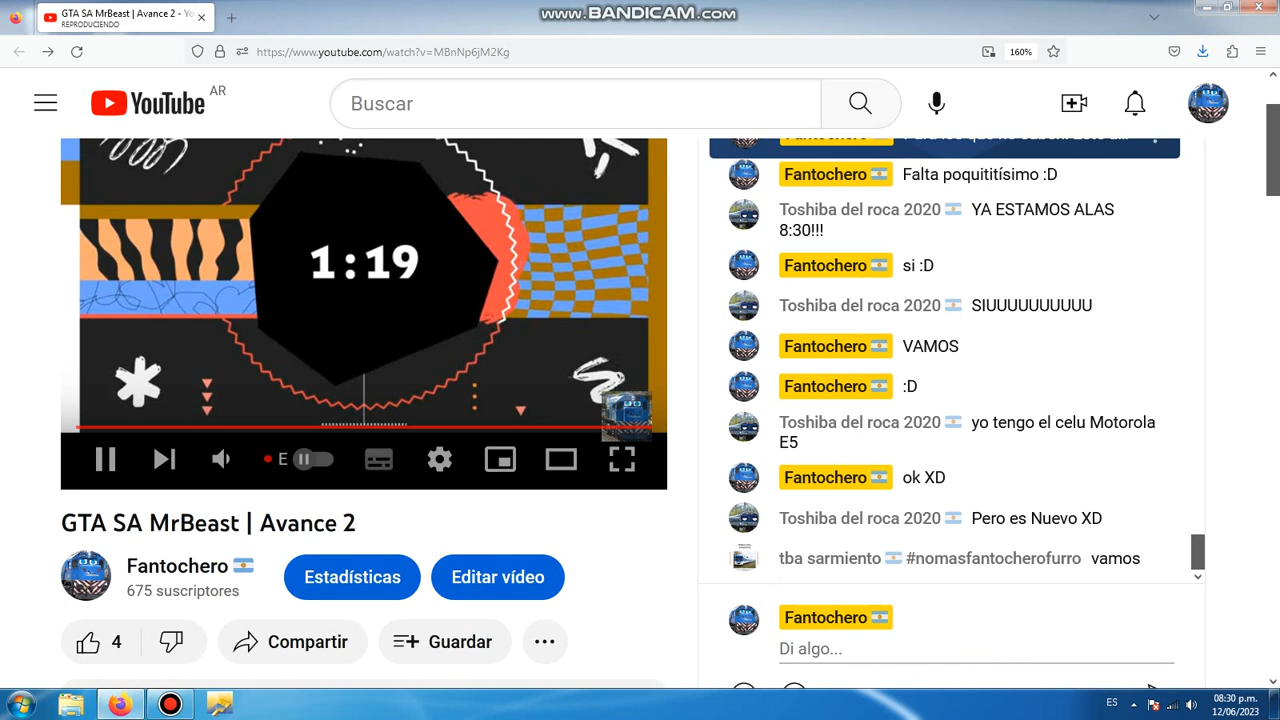 www.BANDICAM.com
GTA SA MrBeast | Avance 2 - Yo
REPRODUCIENDO
https://www.youtube.com/watch?v=MBnNp6jM2Kg
160%
YouTube AR
Buscar
1:19
E
GTA SA MrBeast | Avance 2
Fantochero
675 suscriptores
Estadísticas
Editar vídeo
4
Compartir
Guardar
Falta poquititísimo :D
Fantochero
Toshiba del roca 2020 YA ESTAMOS ALAS
8:30!!!
Fantochero si :D
Toshiba del roca 2020 SIUUUUUUUUUU
Fantochero VAMOS
Fantochero :D
Toshiba del roca 2020 yo tengo el celu Motorola
E5
Fantochero ok XD
Toshiba del roca 2020 Pero es Nuevo XD
tba sarmiento #nomasfantocherofurro vamos
Fantochero
Di algo...
ES
08:30 p.m.
12/06/2023